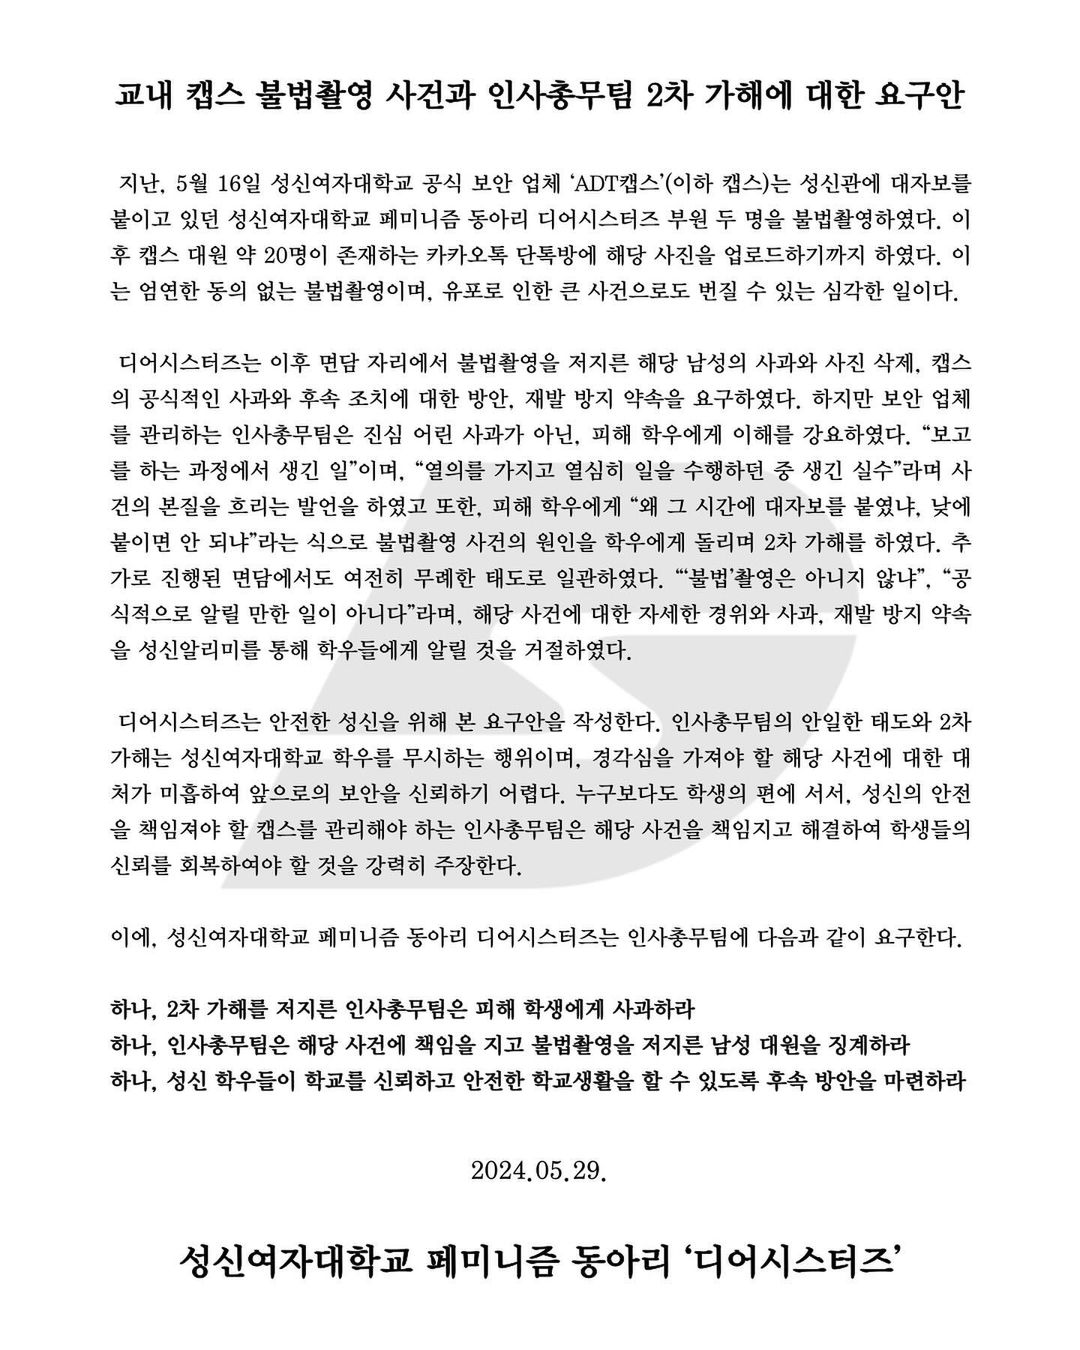 교내 캡스 불법촬영 사건과 인사총무팀 2차 가해에 대한 요구안
지난, 5월 16일 성신여자대학교 공식 보안 업체 ‘ADT캡스’(이하 캡스)는 성신관에 대자보를
붙이고 있던 성신여자대학교 페미니즘 동아리 디어시스터즈 부원 두 명을 불법촬영하였다. 이
후 캡스 대원 약 20명이 존재하는 카카오톡 단톡방에 해당 사진을 업로드하기까지 하였다. 이
는 엄연한 동의 없는 불법촬영이며, 유포로 인한 큰 사건으로도 번질 수 있는 심각한 일이다.
디어시스터즈는 이후 면담 자리에서 불법촬영을 저지른 해당 남성의 사과와 사진 삭제, 캡스
의 공식적인 사과와 후속 조치에 대한 방안, 재발 방지 약속을 요구하였다. 하지만 보안 업체
를 관리하는 인사총무팀은 진심 어린 사과가 아닌, 피해 학우에게 이해를 강요하였다. “보고
를 하는 과정에서 생긴 일”이며, “열의를 가지고 열심히 일을 수행하던 중 생긴 실수”라며 사
건의 본질을 흐리는 발언을 하였고 또한, 피해 학우에게 “왜 그 시간에 대자보를 붙였냐, 낮에
붙이면 안 되냐”라는 식으로 불법촬영 사건의 원인을 학우에게 돌리며 2차 가해를 하였다. 추
가로 진행된 면담에서도 여전히 무례한 태도로 일관하였다. “‘불법’촬영은 아니지 않냐”, “공
식적으로 알릴 만한 일이 아니다”라며, 해당 사건에 대한 자세한 경위와 사과, 재발 방지 약속
을 성신알리미를 통해 학우들에게 알릴 것을 거절하였다.
디어시스터즈는 안전한 성신을 위해 본 요구안을 작성한다. 인사총무팀의 안일한 태도와 2차
가해는 성신여자대학교 학우를 무시하는 행위이며, 경각심을 가져야 할 해당 사건에 대한 대
처가 미흡하여 앞으로의 보안을 신뢰하기 어렵다. 누구보다도 학생의 편에 서서, 성신의 안전
을 책임져야 할 캡스를 관리해야 하는 인사총무팀은 해당 사건을 책임지고 해결하여 학생들의
신뢰를 회복하여야 할 것을 강력히 주장한다.
이에, 성신여자대학교 페미니즘 동아리 디어시스터즈는 인사총무팀에 다음과 같이 요구한다.
하나, 2차 가해를 저지른 인사총무팀은 피해 학생에게 사과하라
하나, 인사총무팀은 해당 사건에 책임을 지고 불법촬영을 저지른 남성 대원을 징계하라
하나, 성신 학우들이 학교를 신뢰하고 안전한 학교생활을 할 수 있도록 후속 방안을 마련하라
2024.05.29.
성신여자대학교 페미니즘 동아리 ‘디어시스터즈’